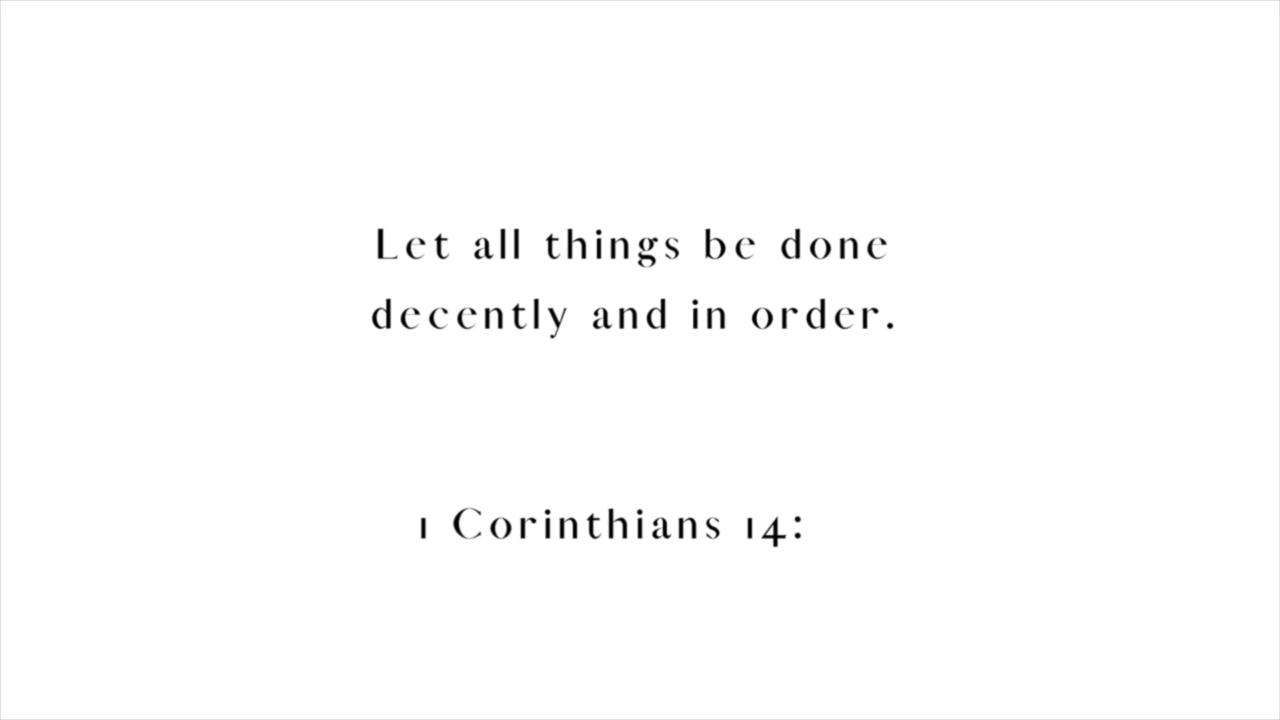 Let all things be done
decently and in order.
1 Corinthians 14: